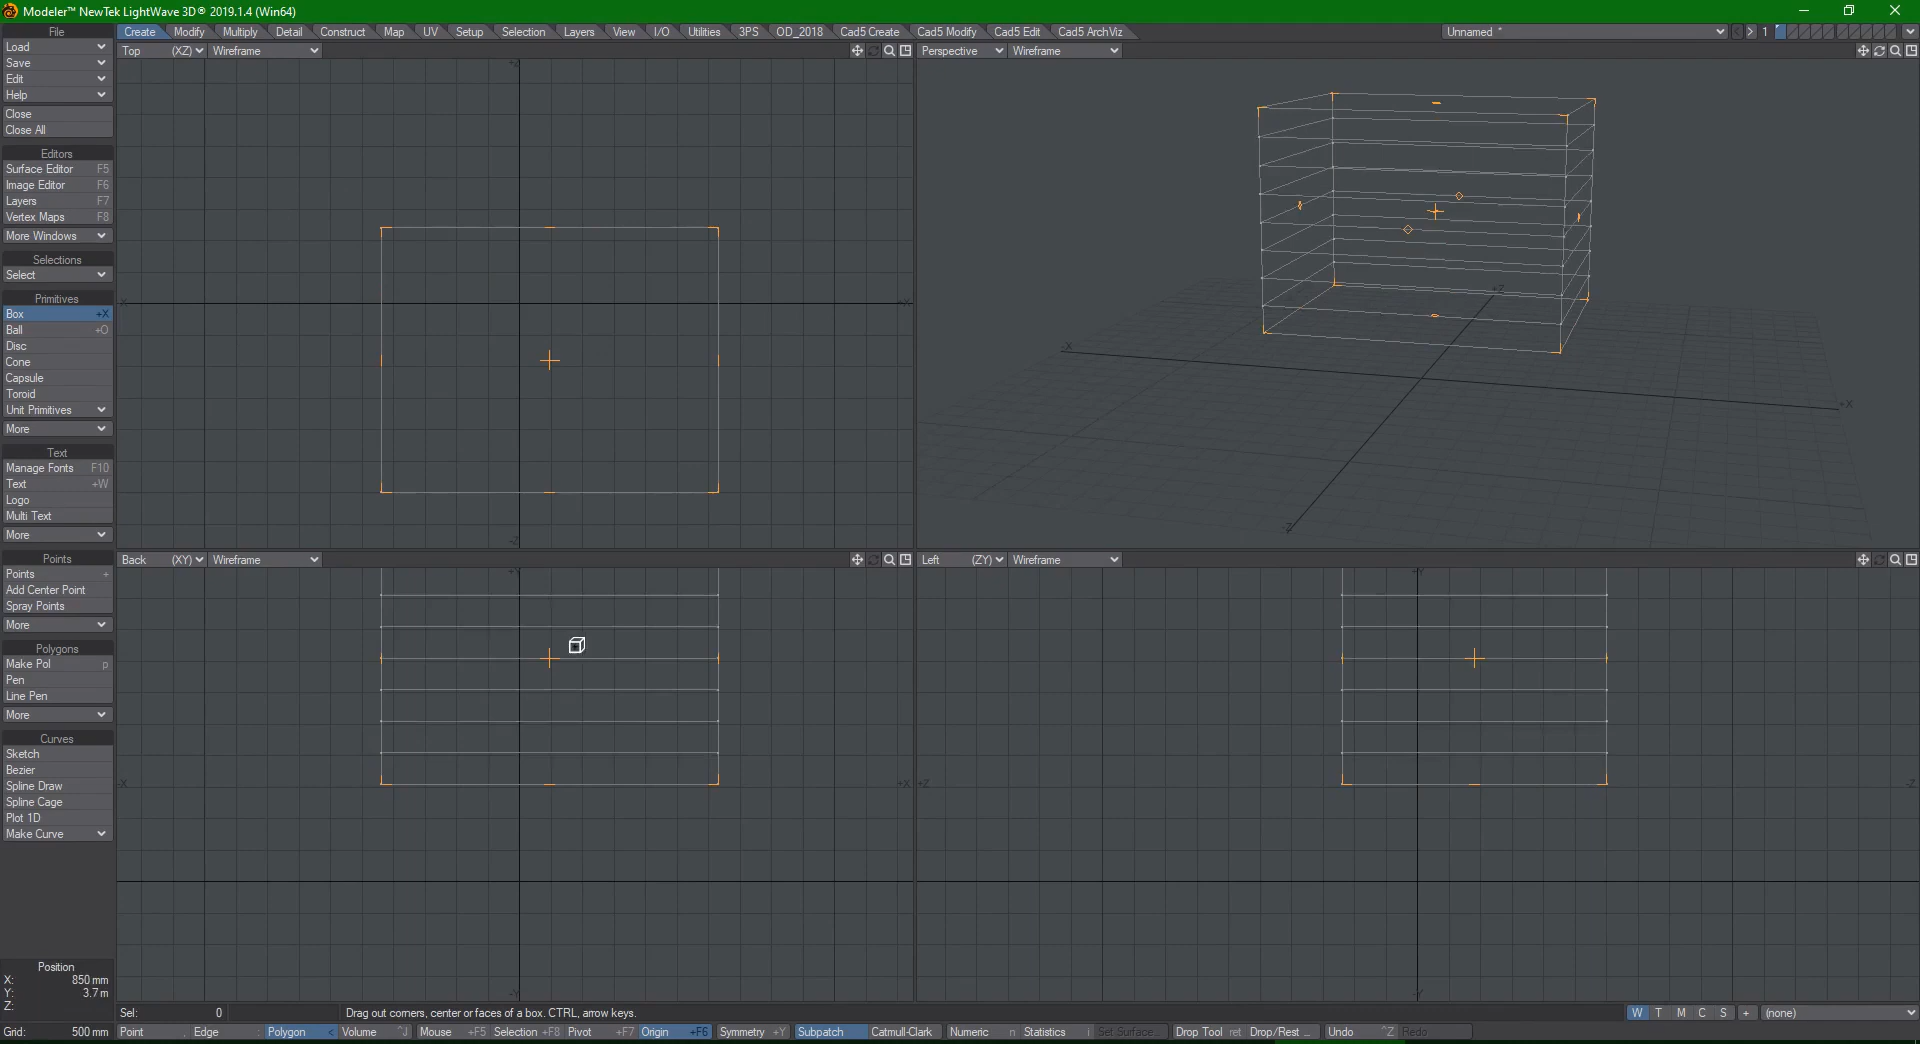 Modeler™ NewTek LightWave 3D® 2019.1.4 (Win64)
File Create Modify Multiply Detail Construct Map UV Setup Selection Layers View I/O Utilities 3PS OD_2018 Cad5 Create Cad5 Modify Cad5 Edit Cad5 ArchViz Unnamed * 1
Top (XZ) Wireframe Perspective Wireframe
Load
Save
Edit
Help
Close
Close All
Editors
Surface Editor F5
Image Editor F6
Layers F7
Vertex Maps F8
More Windows
Selections
Select
Primitives
Box +X
Ball +O
Disc
Cone
Capsule
Toroid
Unit Primitives
More
Text
Manage Fonts F10
Text +W
Logo
Multi Text
More
Points
Points +
Add Center Point
Spray Points
More
Polygons
Make Pol p
Pen
Line Pen
More
Curves
Sketch
Bezier
Spline Draw
Spline Cage
Plot 1D
Make Curve
+Z
-X +X
-Z
+Z
-X
+X
-Z
Back (XY) Wireframe Left (ZY) Wireframe
+Y
-X +X
-Y
+Y
+Z -Z
-Y
Position
X: 850 mm
Y: 3.7 m
Z:
Sel: 0 Drag out corners, center or faces of a box. CTRL, arrow keys. W T M C S + (none)
Grid: 500 mm Point Edge Polygon < Volume ^J Mouse +F5 Selection +F8 Pivot +F7 Origin +F6 Symmetry +Y Subpatch Catmull-Clark Numeric n Statistics i Set Surface... Drop Tool ret Drop/Rest ... Undo ^Z Redo